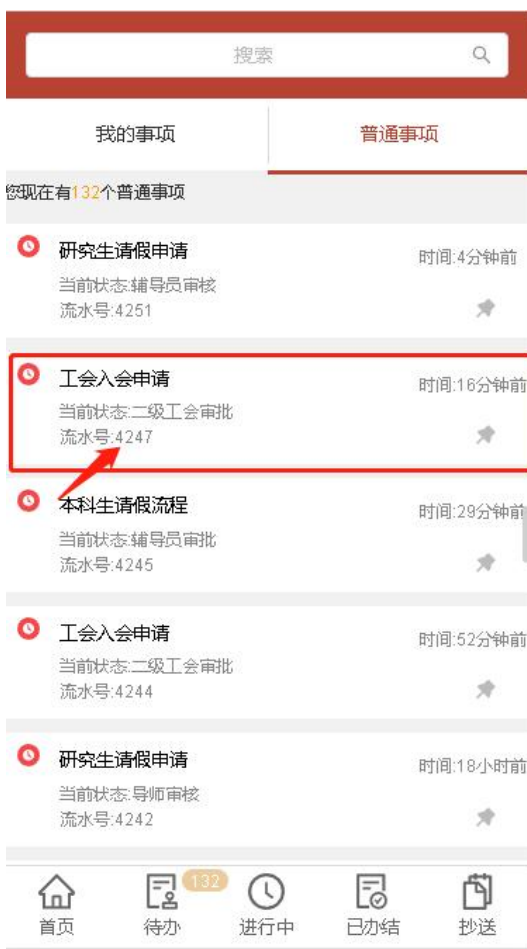 搜索
我的事项 普通事项
您现在有132个普通事项
研究生请假申请 时间:4分钟前
当前状态:辅导员审核
流水号:4251
工会入会申请 时间:16分钟前
当前状态:二级工会审批
流水号:4247
本科生请假流程 时间:29分钟前
当前状态:辅导员审批
流水号:4245
工会入会申请 时间:52分钟前
当前状态:二级工会审批
流水号:4244
研究生请假申请 时间:18小时前
当前状态:导师审核
流水号:4242
132
首页 待办 进行中 已办结 抄送